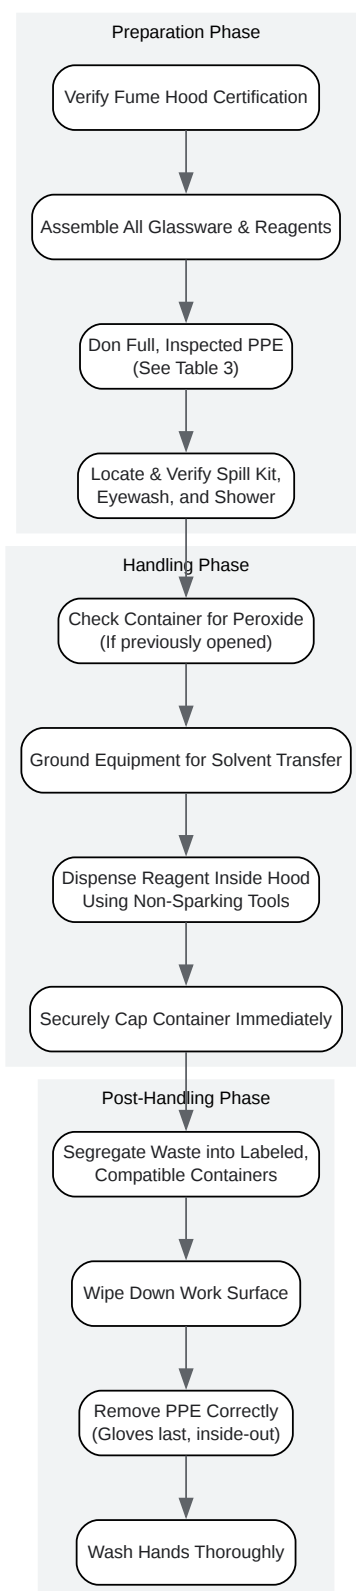 Preparation Phase
Verify Fume Hood Certification
Assemble All Glassware & Reagents
Don Full, Inspected PPE
(See Table 3)
Locate & Verify Spill Kit,
Eyewash, and Shower
Handling Phase
Check Container for Peroxide
(If previously opened)
Ground Equipment for Solvent Transfer
Dispense Reagent Inside Hood
Using Non-Sparking Tools
Securely Cap Container Immediately
Post-Handling Phase
Segregate Waste into Labeled,
Compatible Containers
Wipe Down Work Surface
Remove PPE Correctly
(Gloves last, inside-out)
Wash Hands Thoroughly